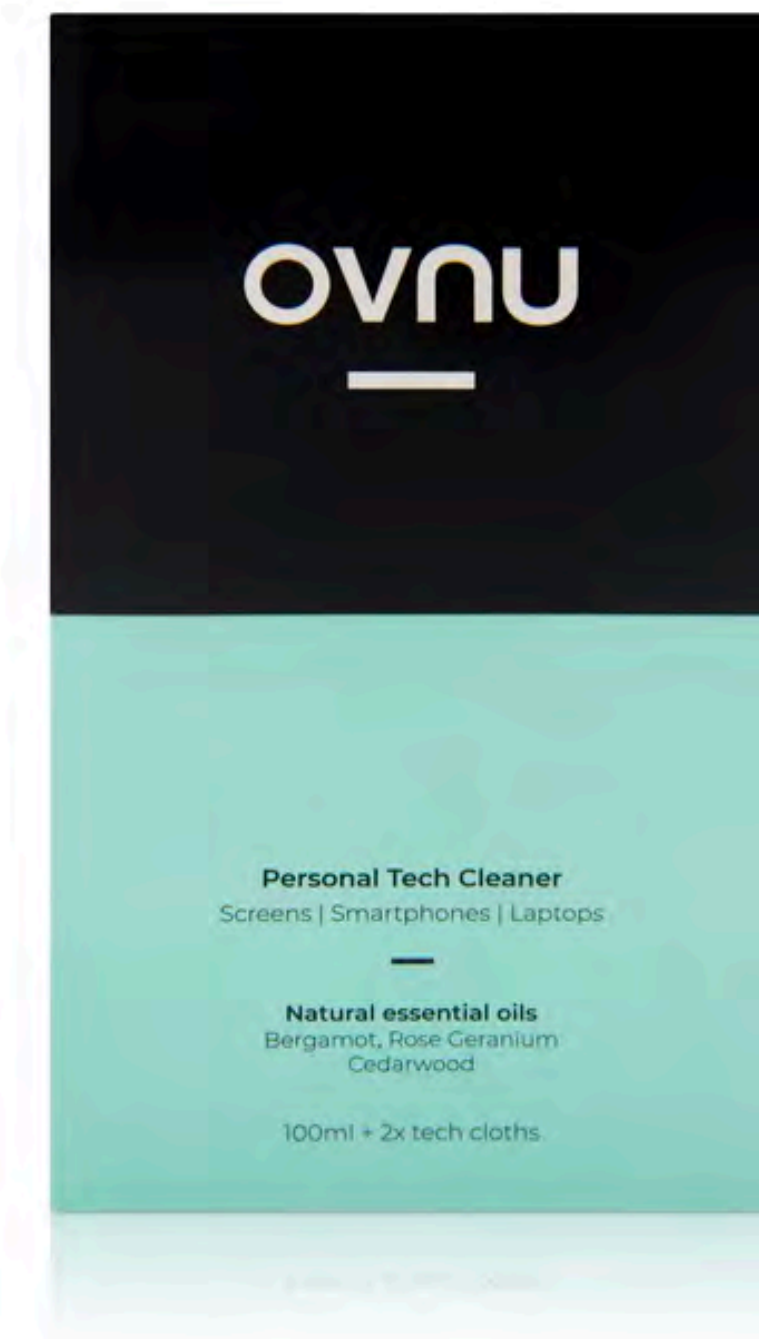 ovnu
Personal Tech Cleaner
Screens | Smartphones | Laptops
Natural essential oils
Bergamot, Rose Geranium
Cedarwood
100ml + 2x tech cloths